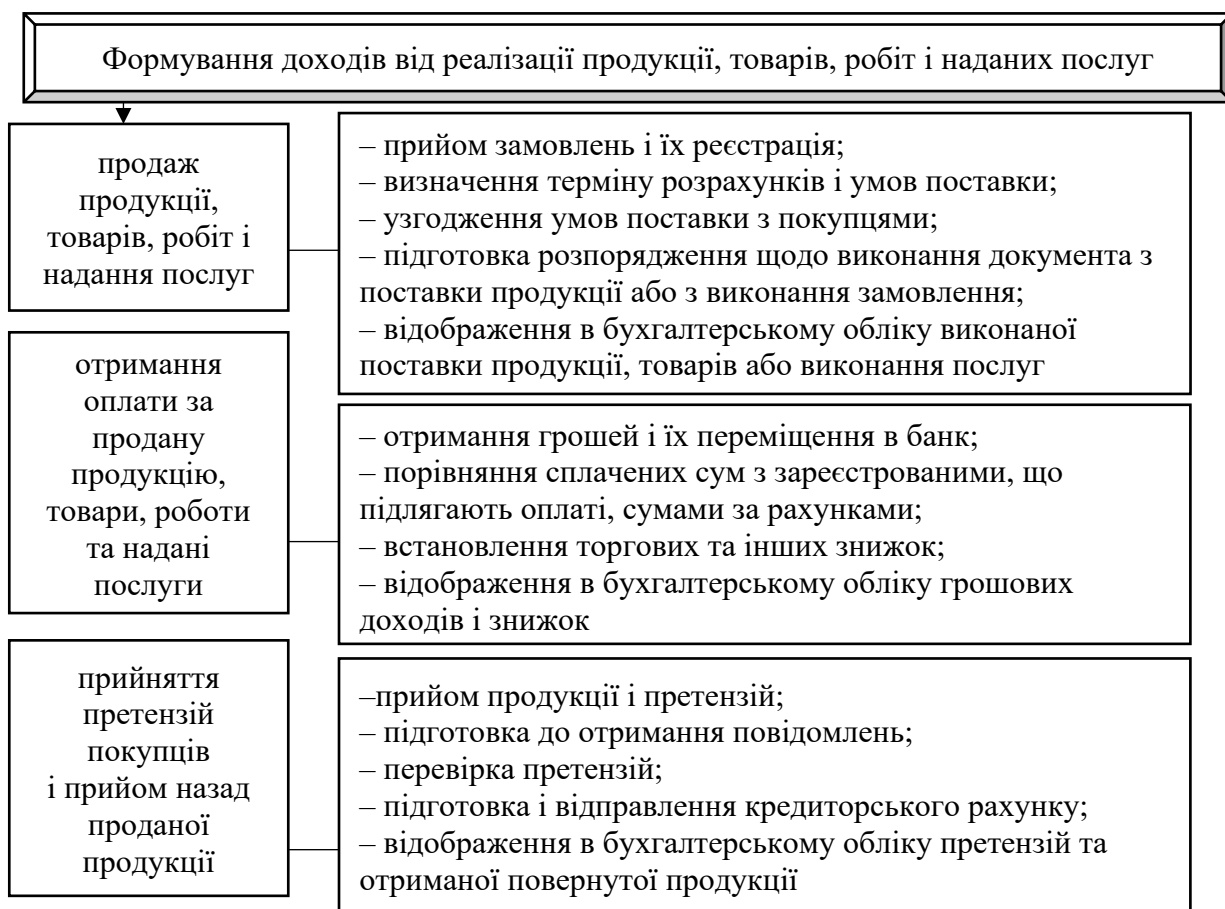 Формування доходів від реалізації продукції, товарів, робіт і наданих послуг
продаж
продукції,
товарів, робіт і
надання послуг
– прийом замовлень і їх реєстрація;
– визначення терміну розрахунків і умов поставки;
– узгодження умов поставки з покупцями;
– підготовка розпорядження щодо виконання документа з
поставки продукції або з виконання замовлення;
– відображення в бухгалтерському обліку виконаної
поставки продукції, товарів або виконання послуг
отримання
оплати за
продану
продукцію,
товари, роботи
та надані
послуги
– отримання грошей і їх переміщення в банк;
– порівняння сплачених сум з зареєстрованими, що
підлягають оплаті, сумами за рахунками;
– встановлення торгових та інших знижок;
– відображення в бухгалтерському обліку грошових
доходів і знижок
прийняття
претензій
покупців
і прийом назад
проданої
продукції
–прийом продукції і претензій;
– підготовка до отримання повідомлень;
– перевірка претензій;
– підготовка і відправлення кредиторського рахунку;
– відображення в бухгалтерському обліку претензій та
отриманої повернутої продукції